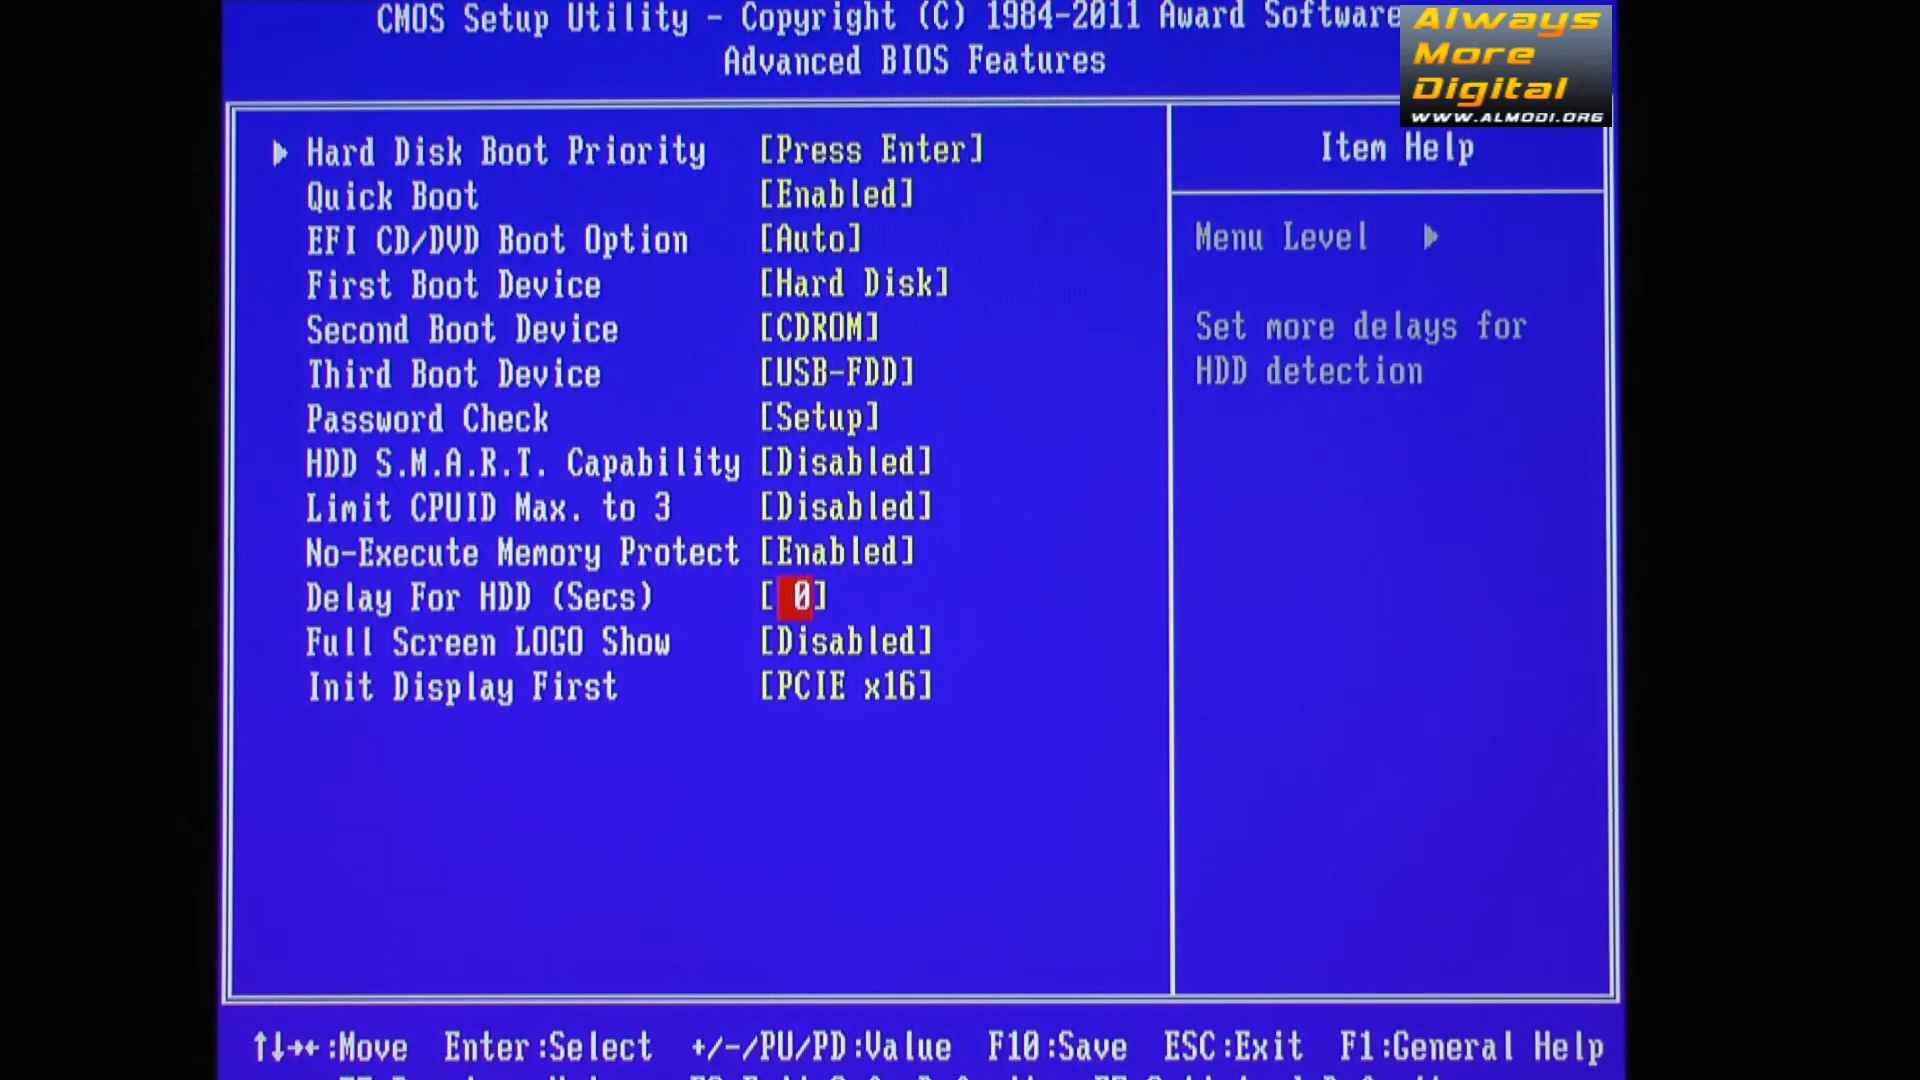 CMOS Setup Utility - Copyright (C) 1984-2011 Award Software
Advanced BIOS Features
Always
More
Digital
WWW.ALMODI.ORG
Hard Disk Boot Priority [Press Enter]
Quick Boot [Enabled]
EFI CD/DVD Boot Option [Auto]
First Boot Device [Hard Disk]
Second Boot Device [CDROM]
Third Boot Device [USB-FDD]
Password Check [Setup]
HDD S.M.A.R.T. Capability [Disabled]
Limit CPUID Max. to 3 [Disabled]
No-Execute Memory Protect [Enabled]
Delay For HDD (Secs) [ 0]
Full Screen LOGO Show [Disabled]
Init Display First [PCIE x16]
Item Help
Menu Level ▶
Set more delays for
HDD detection
↑↓→←:Move Enter:Select +/-/PU/PD:Value F10:Save ESC:Exit F1:General Help